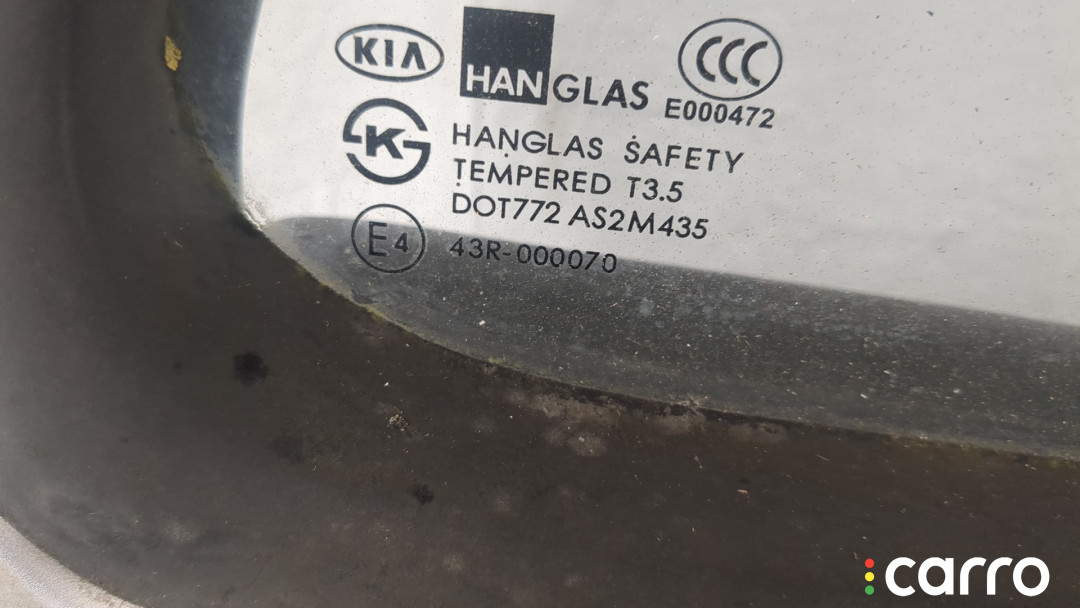 KIA
HANGLAS
CCC
E000472
K
HANGLAS SAFETY
TEMPERED T3.5
DOT772 AS2M435
E4
43R-000070
carro